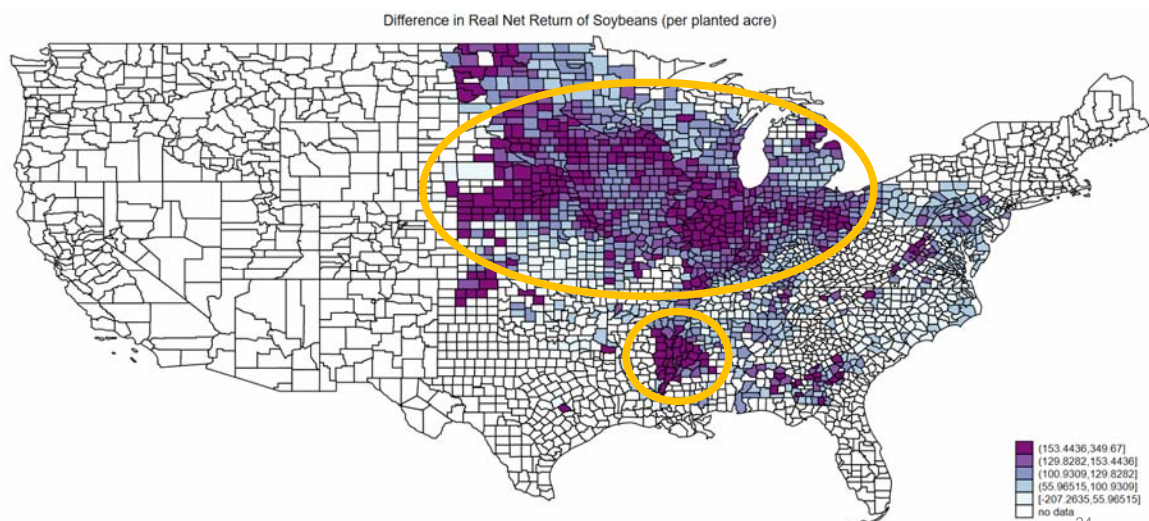 Difference in Real Net Return of Soybeans (per planted acre)
(153.4436,349.67]
(129.8282,153.4436]
(100.9309,129.8282]
(55.96515,100.9309]
[-207.2635,55.96515]
no data